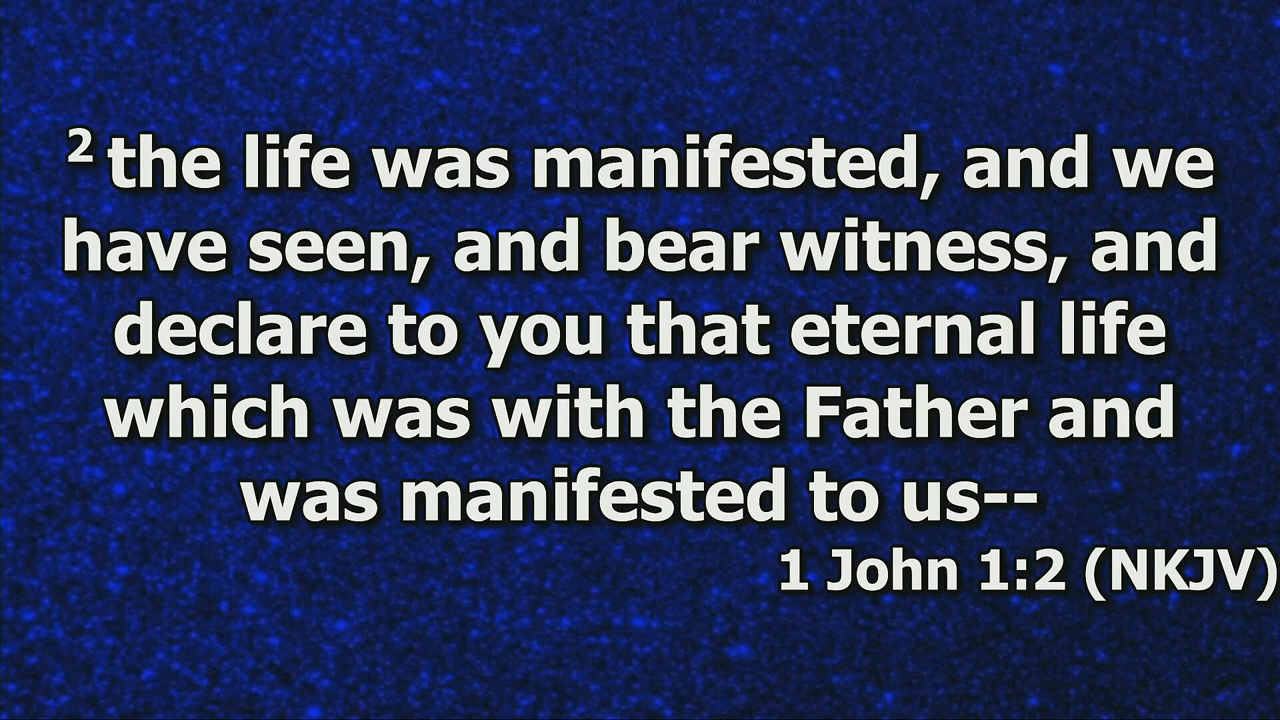 2 the life was manifested, and we
have seen, and bear witness, and
declare to you that eternal life
which was with the Father and
was manifested to us--
1 John 1:2 (NKJV)